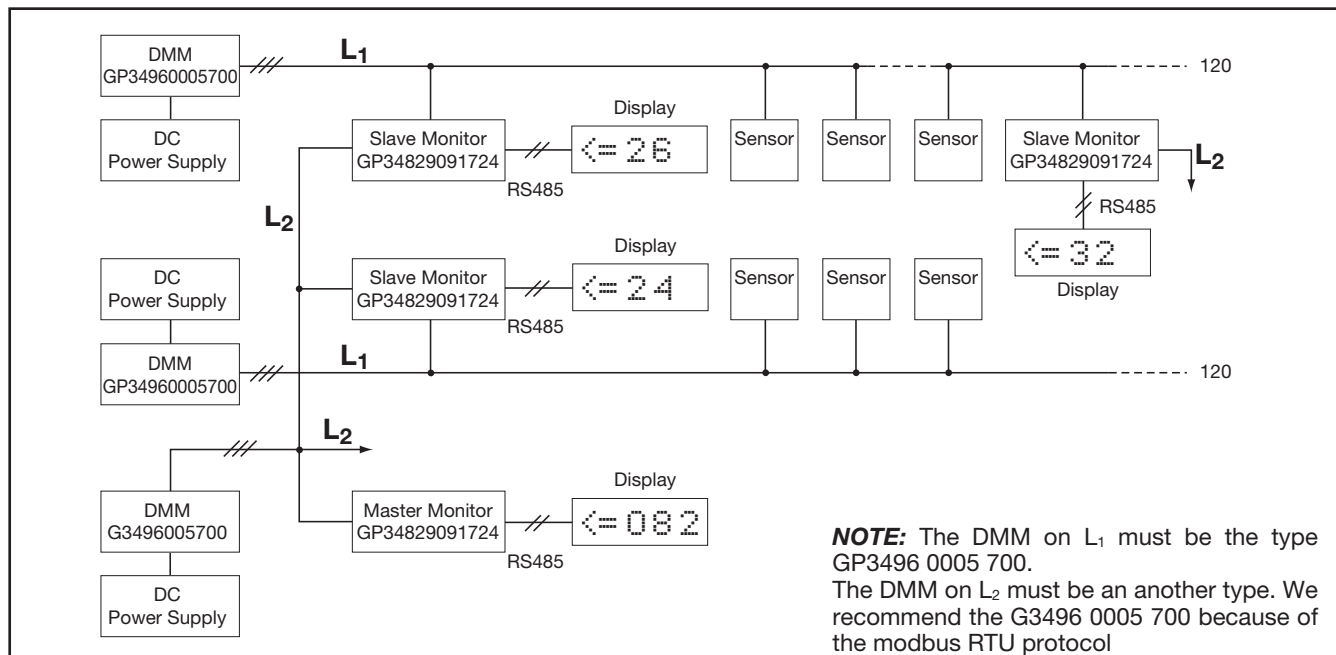 DMM
GP34960005700
L1
120
DC
Power Supply
Slave Monitor
GP34829091724
RS485
Display
<=26
Sensor
Sensor
Sensor
Slave Monitor
GP34829091724
L2
RS485
<=32
Display
L2
DC
Power Supply
DMM
GP34960005700
Slave Monitor
GP34829091724
RS485
Display
<=24
Sensor
Sensor
Sensor
L1
120
L2
DMM
G3496005700
DC
Power Supply
Master Monitor
GP34829091724
RS485
Display
<=082
NOTE: The DMM on L1 must be the type
GP3496 0005 700.
The DMM on L2 must be an another type. We
recommend the G3496 0005 700 because of
the modbus RTU protocol